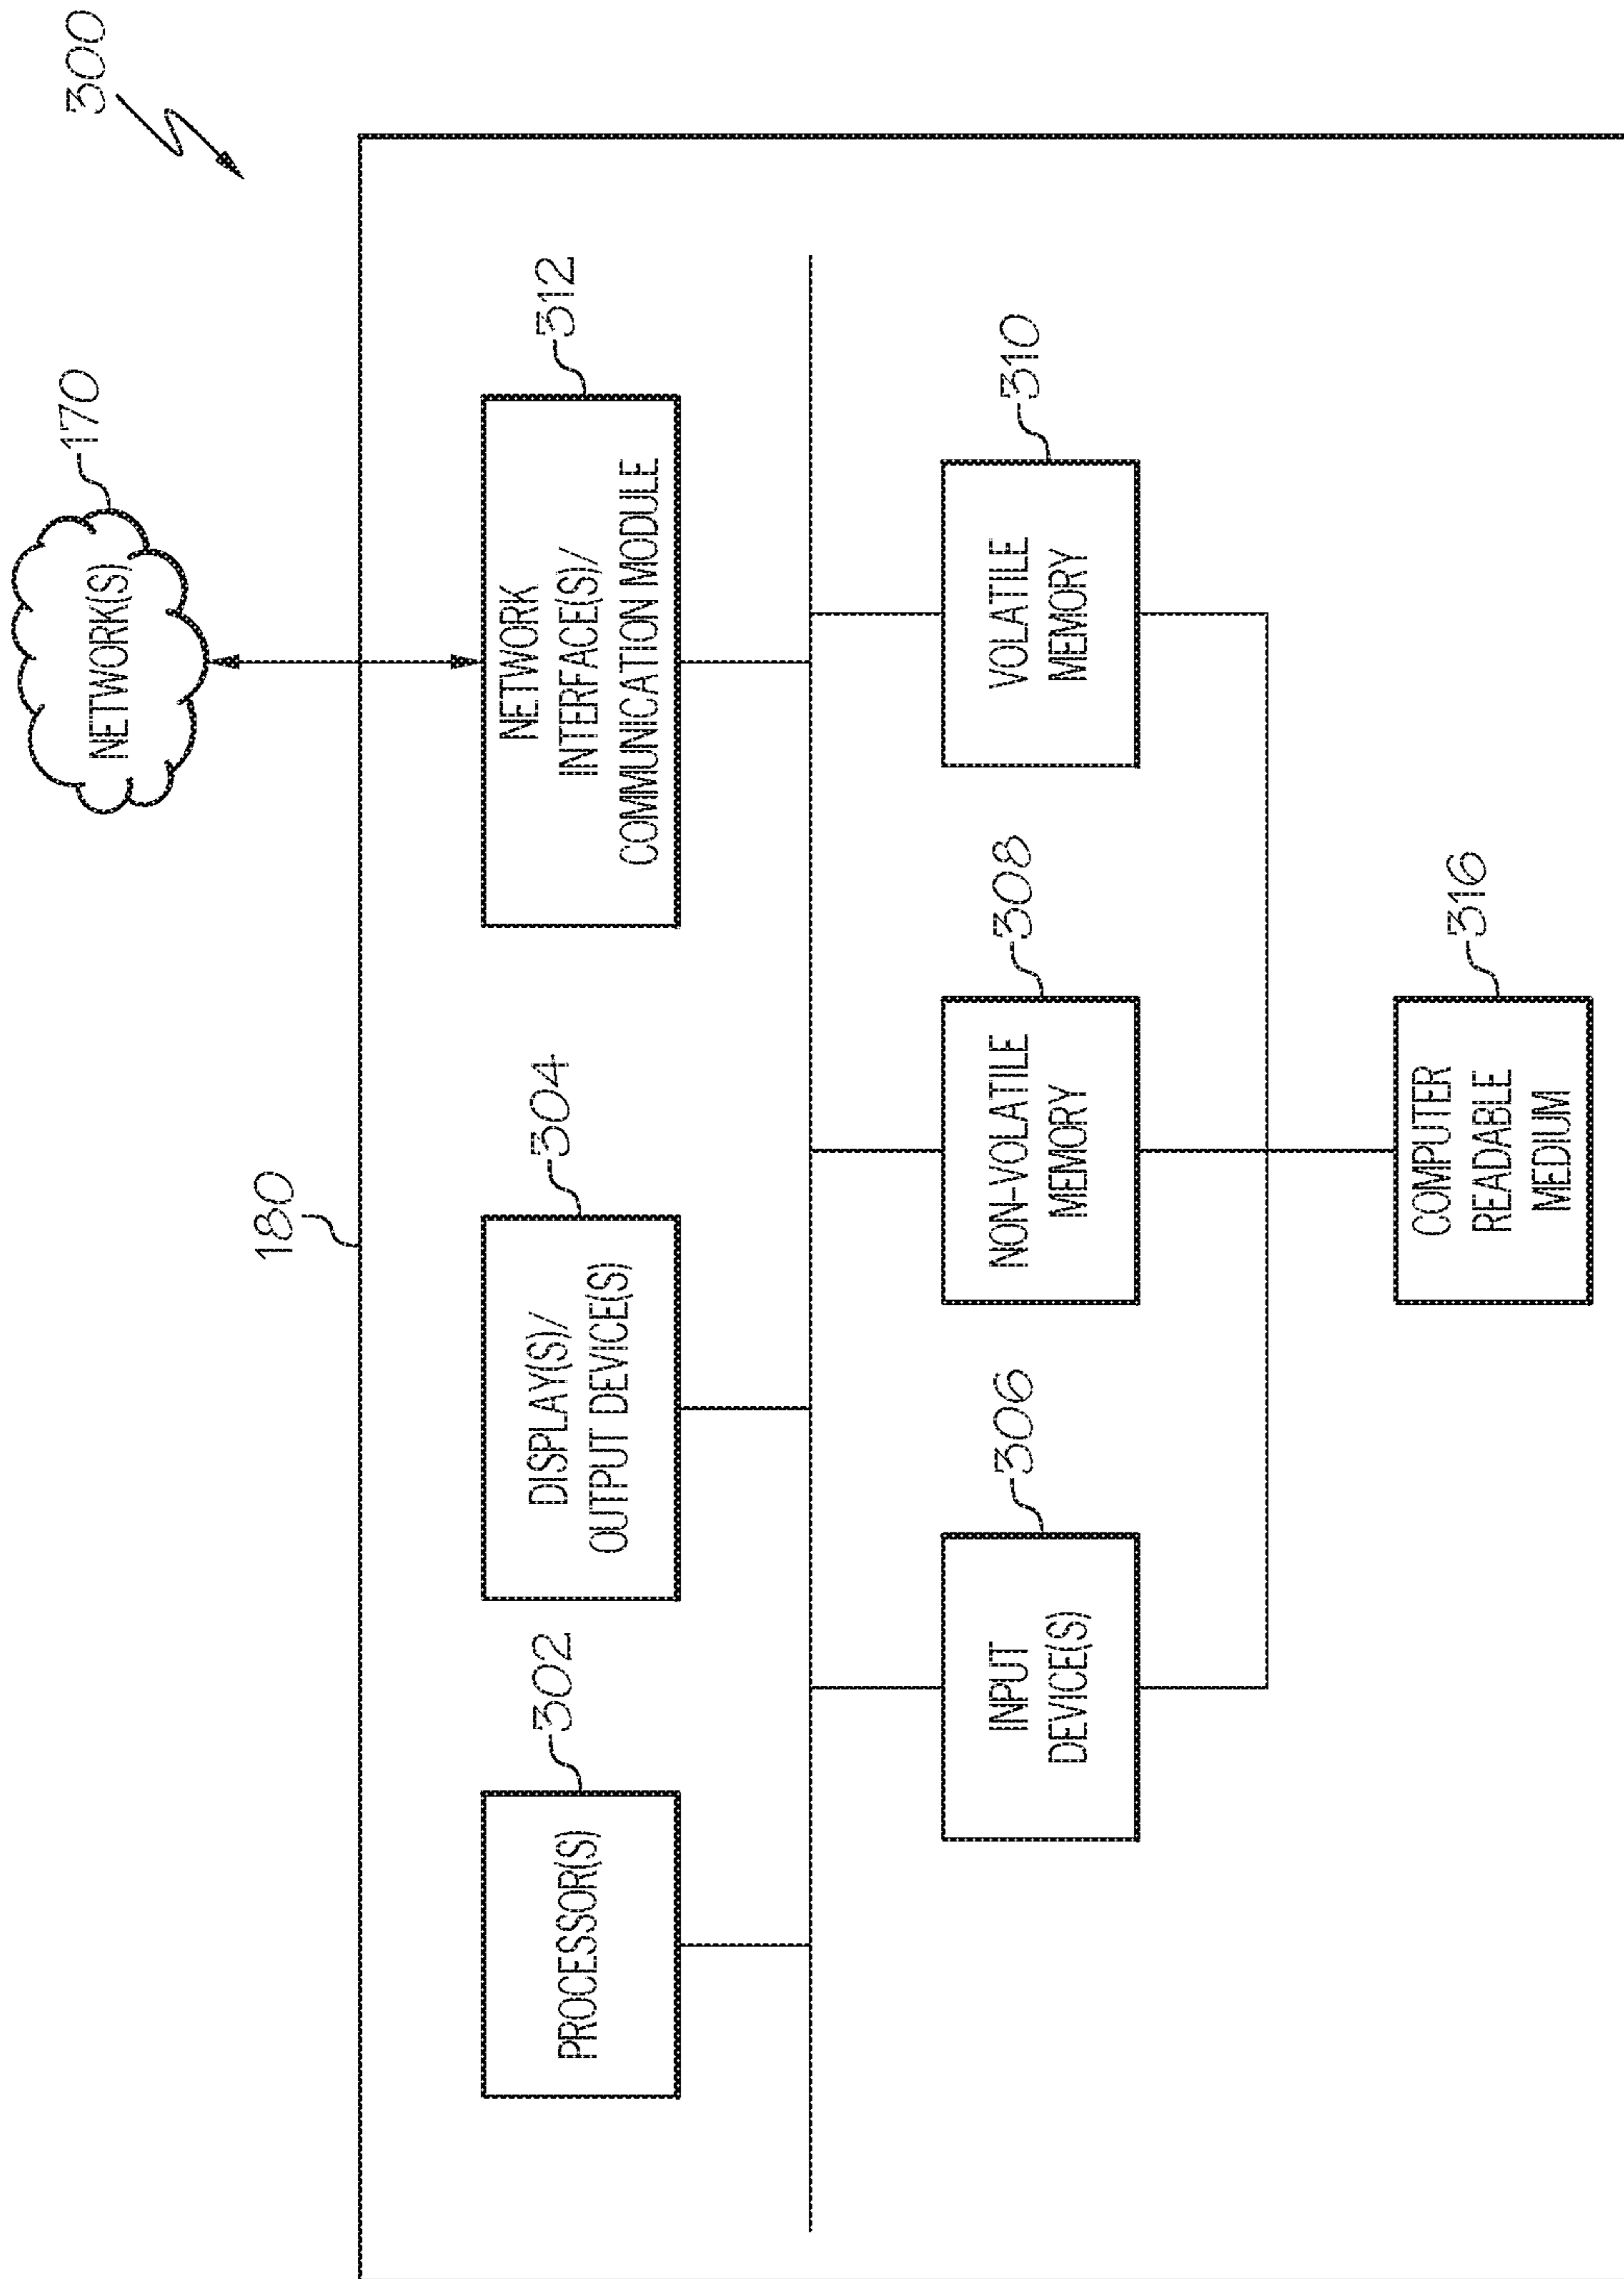 300
NETWORK(S)
170
180
PROCESSOR(S)
302
DISPLAY(S)/
OUTPUT DEVICE(S)
304
NETWORK
INTERFACE(S)/
COMMUNICATION MODULE
312
INPUT
DEVICE(S)
306
NON-VOLATILE
MEMORY
308
VOLATILE
MEMORY
310
COMPUTER
READABLE
MEDIUM
316